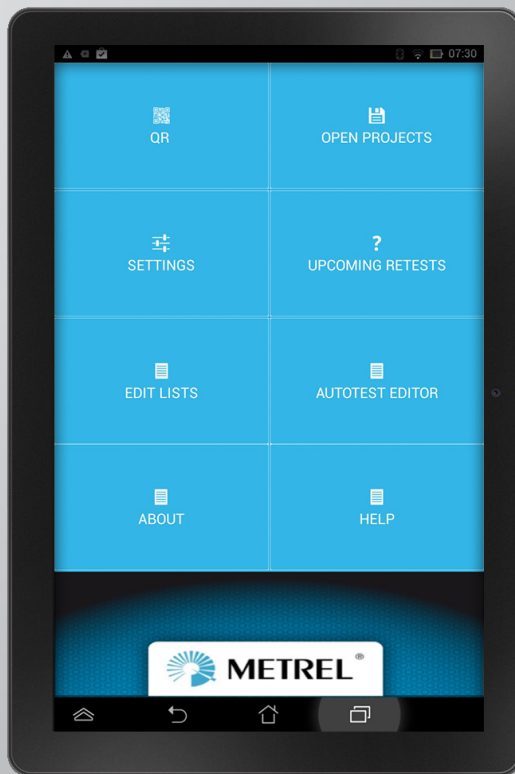 07:30
QR
OPEN PROJECTS
SETTINGS
UPCOMING RETESTS
EDIT LISTS
AUTOTEST EDITOR
ABOUT
HELP
METREL®